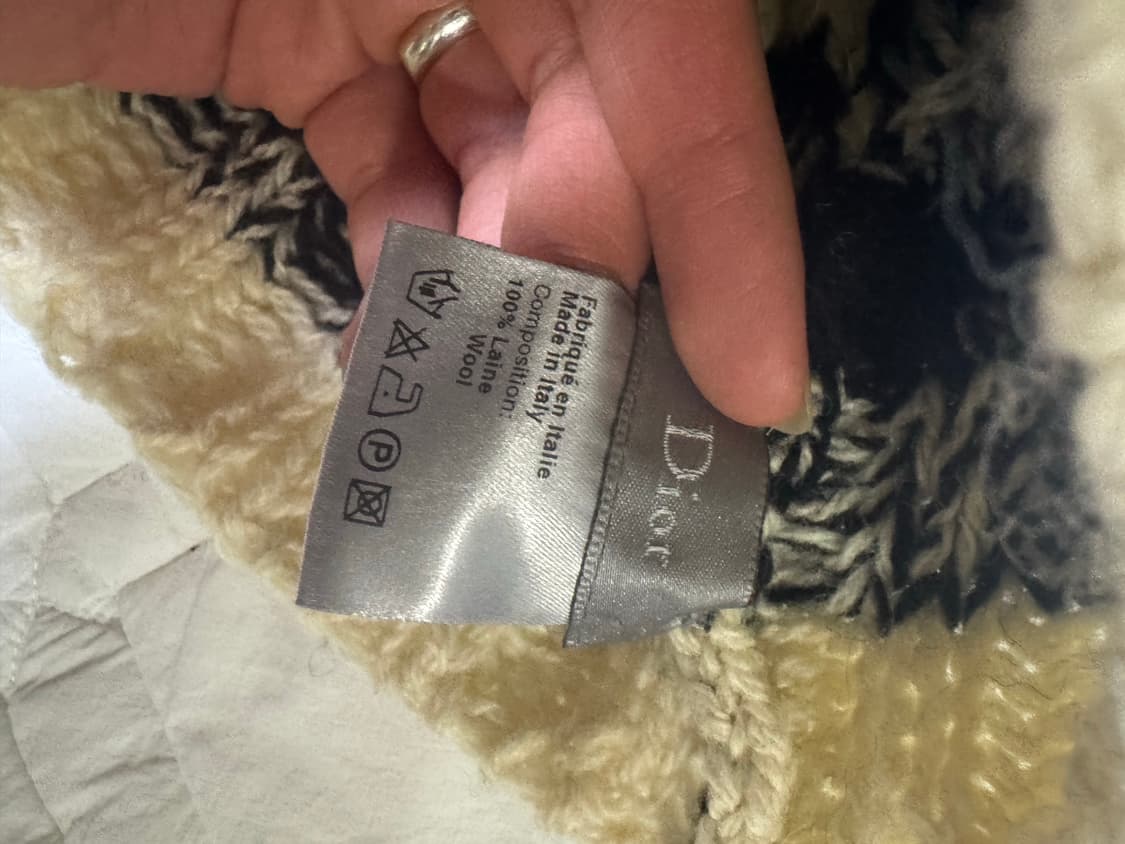 Dior
Fabriqué en Italie
Made in Italy
Composition:
100% Laine
Wool
P